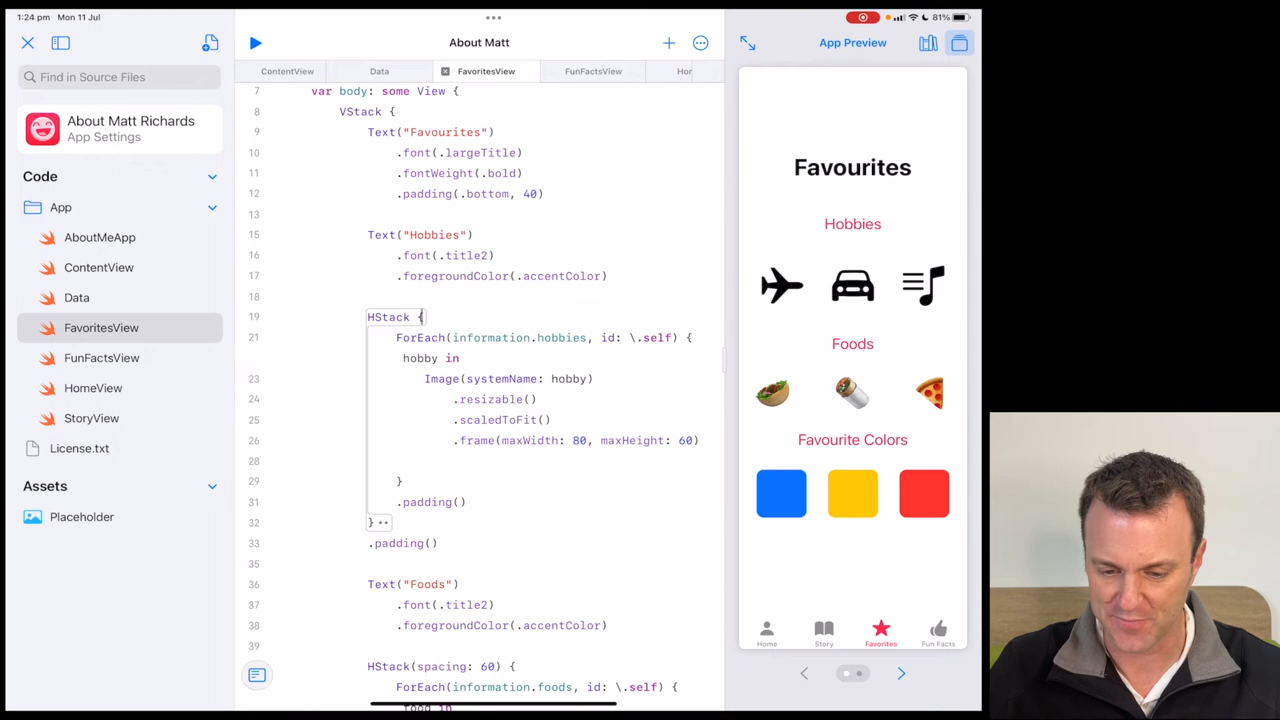 1:24 pm Mon 11 Jul
81%
Find in Source Files
About Matt Richards
App Settings
Code
App
AboutMeApp
ContentView
Data
FavoritesView
FunFactsView
HomeView
StoryView
License.txt
Assets
Placeholder
About Matt
ContentView
Data
FavoritesView
FunFactsView
Hor
7 var body: some View {
8 VStack {
9 Text("Favourites")
10 .font(.largeTitle)
11 .fontWeight(.bold)
12 .padding(.bottom, 40)
13
15 Text("Hobbies")
16 .font(.title2)
17 .foregroundColor(.accentColor)
18
19 HStack {
21 ForEach(information.hobbies, id: \.self) {
hobby in
23 Image(systemName: hobby)
24 .resizable()
25 .scaledToFit()
26 .frame(maxWidth: 80, maxHeight: 60)
28
29 }
31 .padding()
32 }
33 .padding()
35
36 Text("Foods")
37 .font(.title2)
38 .foregroundColor(.accentColor)
39
HStack(spacing: 60) {
ForEach(information.foods, id: \.self) {
food in
App Preview
Favourites
Hobbies
Foods
Favourite Colors
Home
Story
Favorites
Fun Facts